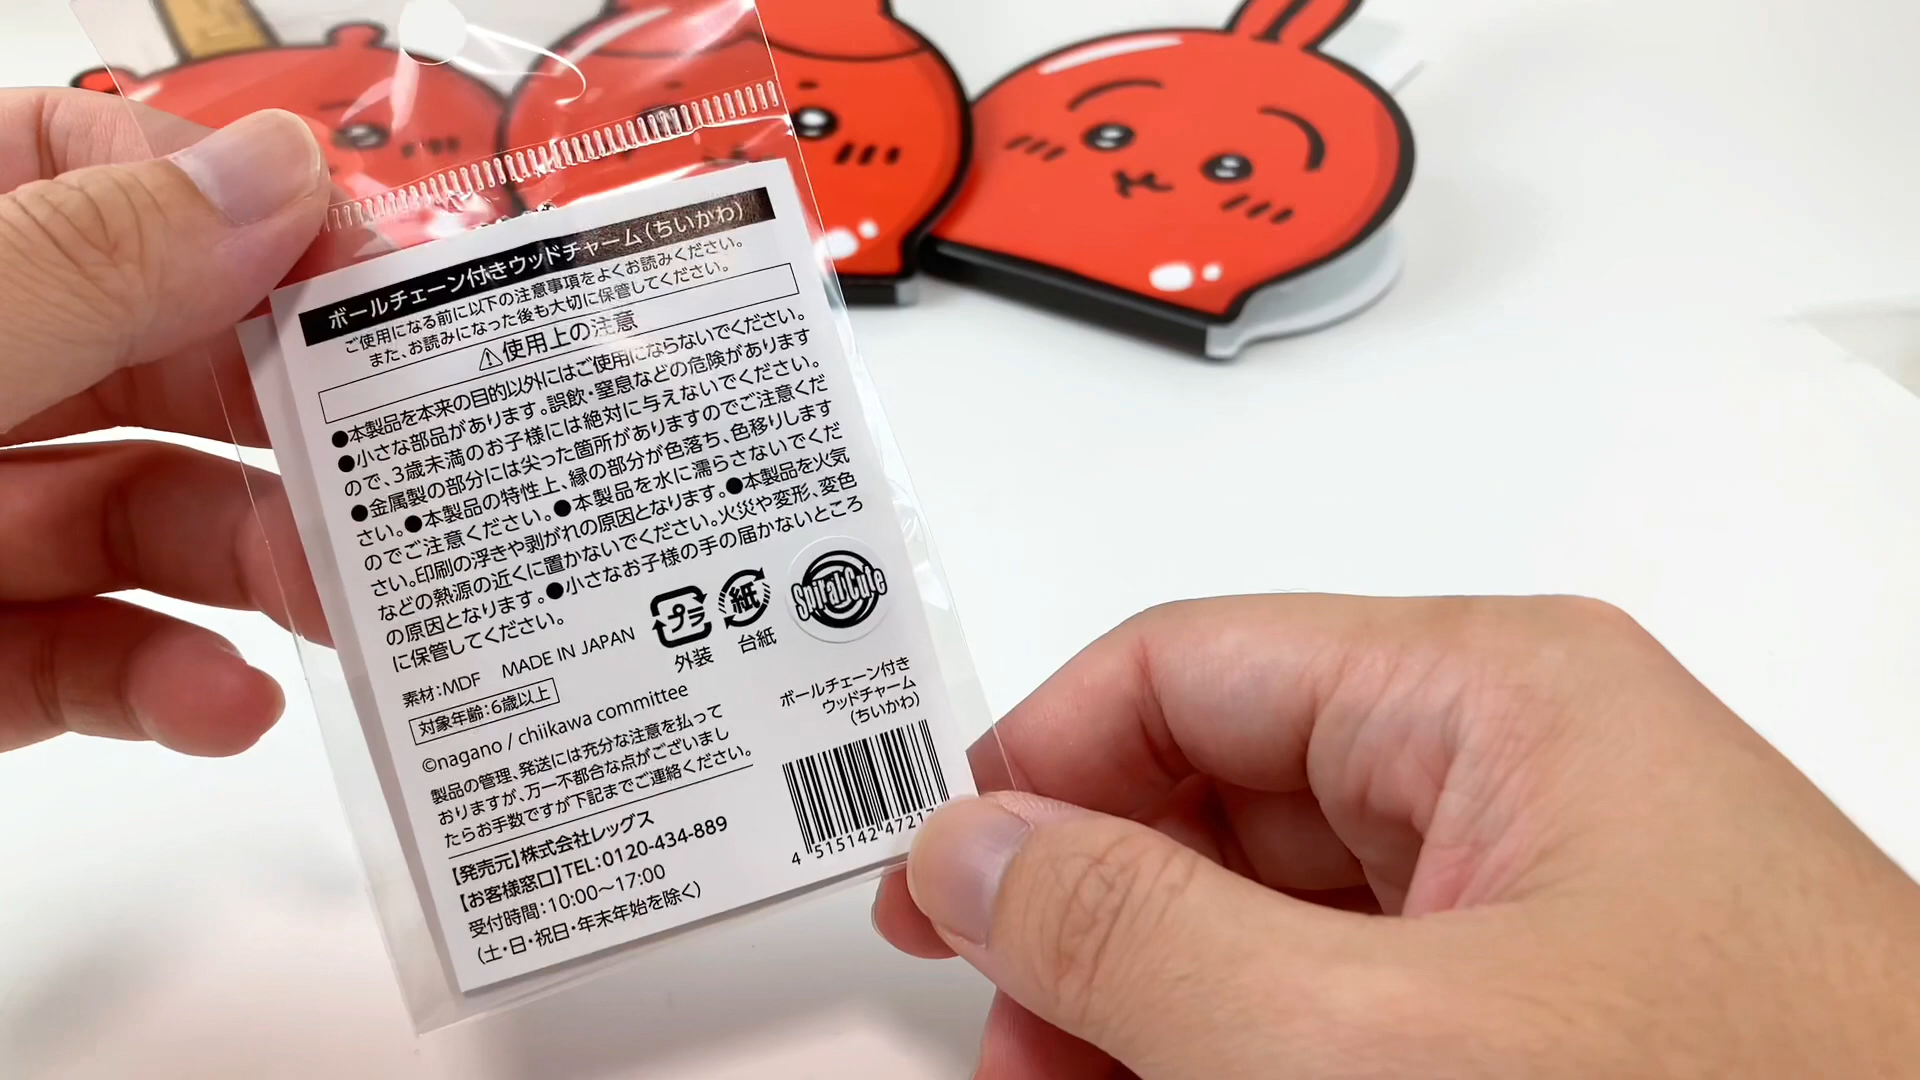 ボールチェーン付きウッドチャーム(ちいかわ)
ご使用になる前に以下の注意事項をよくお読みください。
また、お読みになった後も大切に保管してください。
⚠使用上の注意
●本製品を本来の目的以外にはご使用にならないでください。
●小さな部品があります。誤飲・窒息などの危険があります
ので、3歳未満のお子様には絶対に与えないでください。
●金属製の部分には尖った箇所がありますのでご注意くだ
さい。●本製品の特性上、縁の部分が色落ち、色移りします
のでご注意ください。●本製品を水に濡らさないでくだ
さい。印刷の浮きや剥がれの原因となります。●本製品を火気
などの熱源の近くに置かないでください。火災や変形、変色
の原因となります。●小さなお子様の手の届かないところ
に保管してください。
素材:MDF MADE IN JAPAN
プラ
外装
紙
台紙
Spiral Cute
対象年齢:6歳以上
©nagano / chiikawa committee
製品の管理、発送には充分な注意を払って
おりますが、万一不都合な点がございまし
たらお手数ですが下記までご連絡ください。
【発売元】株式会社レッグス
【お客様窓口】TEL:0120-434-889
受付時間:10:00〜17:00
(土・日・祝日・年末年始を除く)
ボールチェーン付き
ウッドチャーム
(ちいかわ)
4 515142 47217